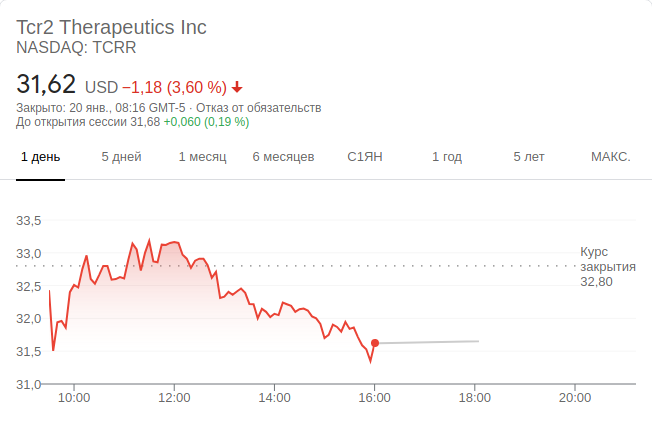 Tcr2 Therapeutics Inc
NASDAQ: TCRR
31,62 USD −1,18 (3,60 %)
Закрыто: 20 янв., 08:16 GMT-5 · Отказ от обязательств
До открытия сессии 31,68 +0,060 (0,19 %)
1 день 5 дней 1 месяц 6 месяцев С1ЯН 1 год 5 лет МАКС.
33,5
33,0
32,5
32,0
31,5
31,0
Курс
закрытия
32,80
10:00 12:00 14:00 16:00 18:00 20:00